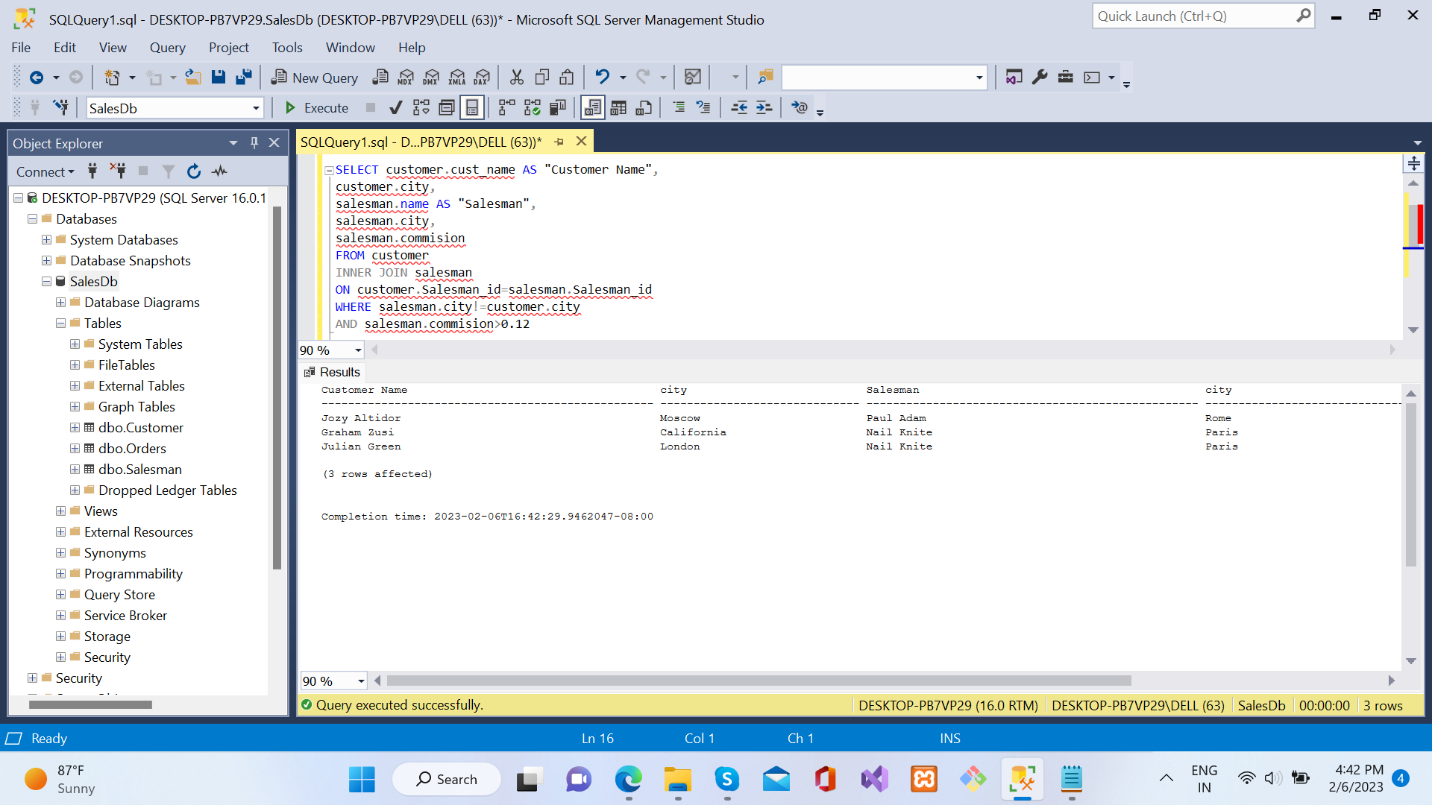 SQLQuery1.sql - DESKTOP-PB7VP29.SalesDb (DESKTOP-PB7VP29\DELL (63))* - Microsoft SQL Server Management Studio
Quick Launch (Ctrl+Q)
File Edit View Query Project Tools Window Help
New Query MDX DMX XMLA DAX
SalesDb Execute
Object Explorer
Connect
DESKTOP-PB7VP29 (SQL Server 16.0.1
Databases
System Databases
Database Snapshots
SalesDb
Database Diagrams
Tables
System Tables
FileTables
External Tables
Graph Tables
dbo.Customer
dbo.Orders
dbo.Salesman
Dropped Ledger Tables
Views
External Resources
Synonyms
Programmability
Query Store
Service Broker
Storage
Security
Security
SQLQuery1.sql - D...PB7VP29\DELL (63))*
SELECT customer.cust_name AS "Customer Name",
customer.city,
salesman.name AS "Salesman",
salesman.city,
salesman.commision
FROM customer
INNER JOIN salesman
ON customer.Salesman_id=salesman.Salesman_id
WHERE salesman.city!=customer.city
AND salesman.commision>0.12
90 %
Results
Customer Name city Salesman city
Jozy Altidor Moscow Paul Adam Rome
Graham Zusi California Nail Knite Paris
Julian Green London Nail Knite Paris
(3 rows affected)
Completion time: 2023-02-06T16:42:29.9462047-08:00
90 %
Query executed successfully. DESKTOP-PB7VP29 (16.0 RTM) DESKTOP-PB7VP29\DELL (63) SalesDb 00:00:00 3 rows
Ready Ln 16 Col 1 Ch 1 INS
87°F
Sunny
Search
ENG
IN
4:42 PM
2/6/2023
4